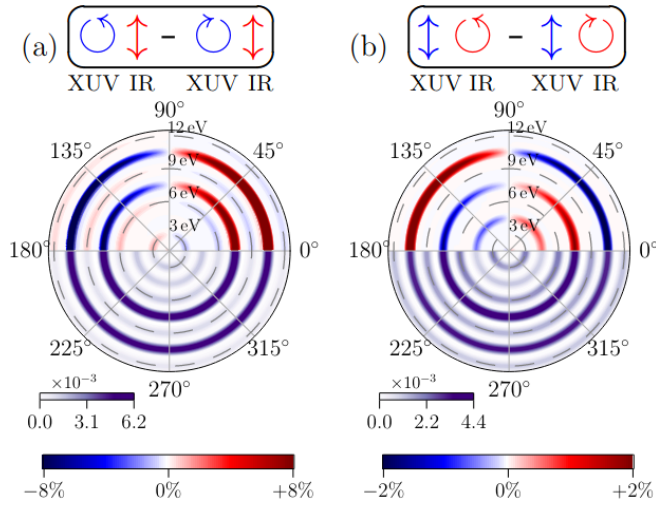 (a) −
XUV IR XUV IR
90°
12 eV
135° 9 eV 45°
6 eV
3 eV
180° 0°
225° 315°
270°
×10⁻³
0.0 3.1 6.2
−8% 0% +8%
(b) −
XUV IR XUV IR
90°
12 eV
135° 9 eV 45°
6 eV
3 eV
180° 0°
225° 315°
270°
×10⁻³
0.0 2.2 4.4
−2% 0% +2%